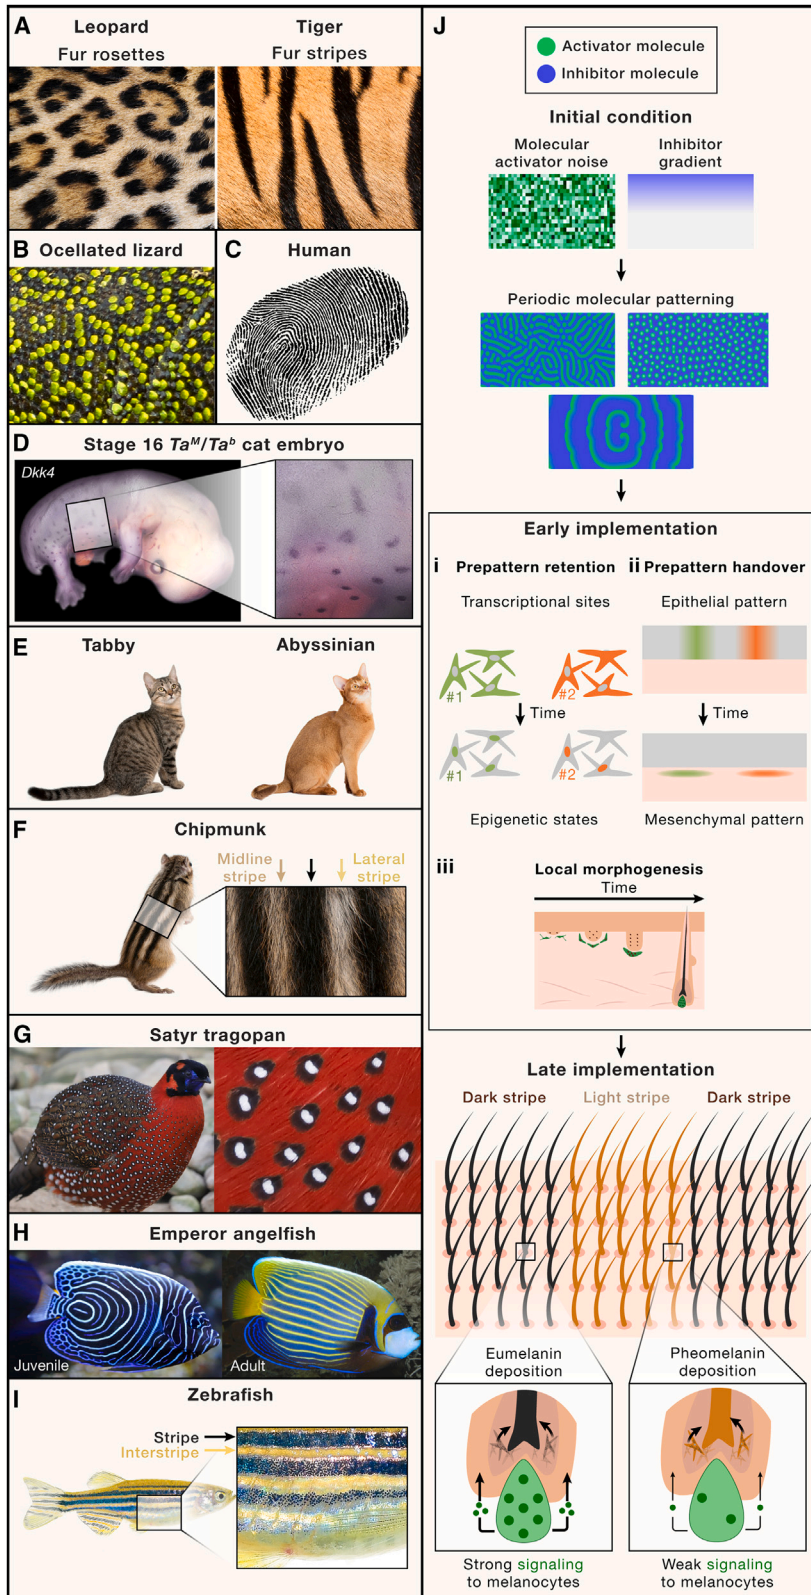 A
Leopard
Fur rosettes
Tiger
Fur stripes
B
Ocellated lizard
C
Human
D
Stage 16 Taᴹ/Taᵇ cat embryo
Dkk4
E
Tabby
Abyssinian
F
Chipmunk
Midline
stripe
Lateral
stripe
G
Satyr tragopan
H
Emperor angelfish
Juvenile
Adult
I
Zebrafish
Stripe
Interstripe
J
Activator molecule
Inhibitor molecule
Initial condition
Molecular
activator noise
Inhibitor
gradient
Periodic molecular patterning
Early implementation
i Prepattern retention
ii Prepattern handover
Transcriptional sites
Epithelial pattern
#1
#2
Time
Time
#1
#2
Epigenetic states
Mesenchymal pattern
iii
Local morphogenesis
Time
Late implementation
Dark stripe
Light stripe
Dark stripe
Eumelanin
deposition
Pheomelanin
deposition
Strong signaling
to melanocytes
Weak signaling
to melanocytes